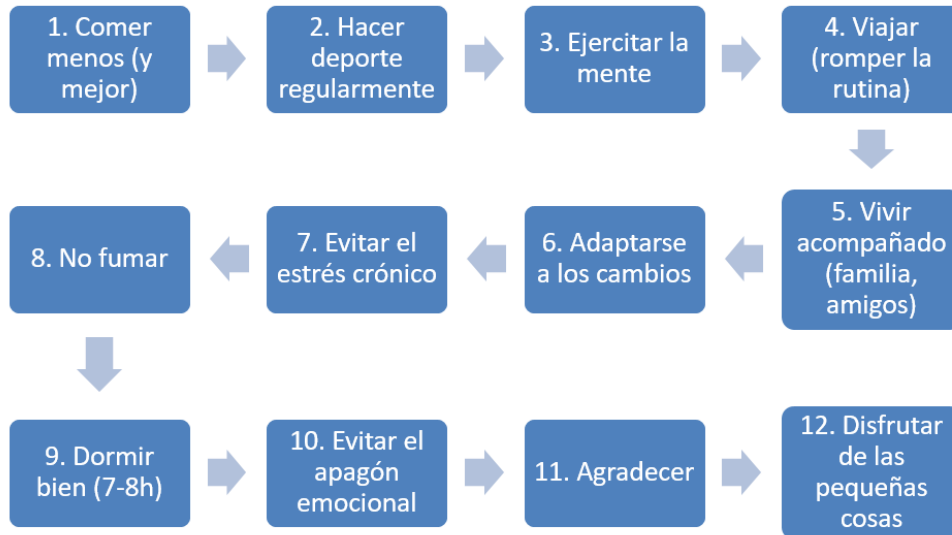 1. Comer
menos (y
mejor)
2. Hacer
deporte
regularmente
3. Ejercitar la
mente
4. Viajar
(romper la
rutina)
5. Vivir
acompañado
(familia,
amigos)
6. Adaptarse
a los cambios
7. Evitar el
estrés crónico
8. No fumar
9. Dormir
bien (7-8h)
10. Evitar el
apagón
emocional
11. Agradecer
12. Disfrutar
de las
pequeñas
cosas